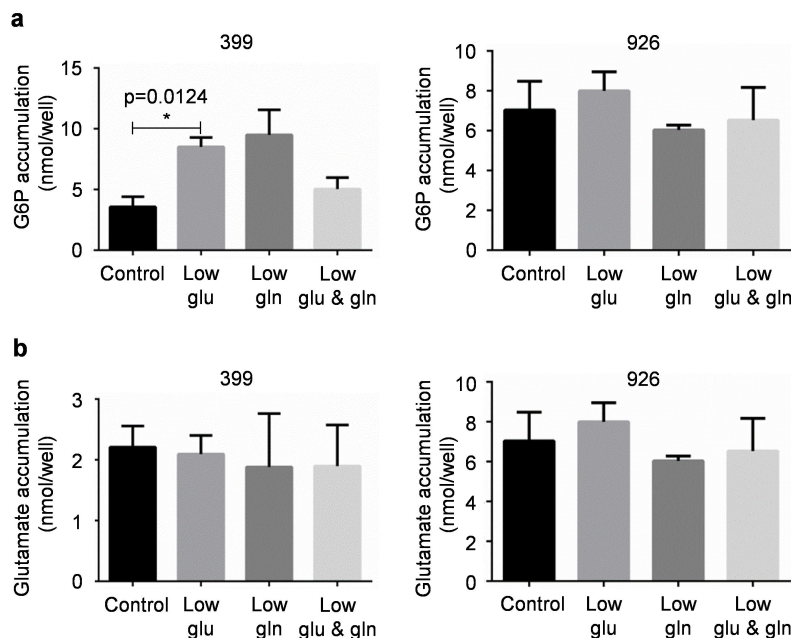 a
399
G6P accumulation
(nmol/well)
15
10
5
0
p=0.0124
*
Control
Low
glu
Low
gln
Low
glu & gln
926
G6P accumulation
(nmol/well)
10
8
6
4
2
0
Control
Low
glu
Low
gln
Low
glu & gln
b
399
Glutamate accumulation
(nmol/well)
3
2
1
0
Control
Low
glu
Low
gln
Low
glu & gln
926
Glutamate accumulation
(nmol/well)
10
8
6
4
2
0
Control
Low
glu
Low
gln
Low
glu & gln